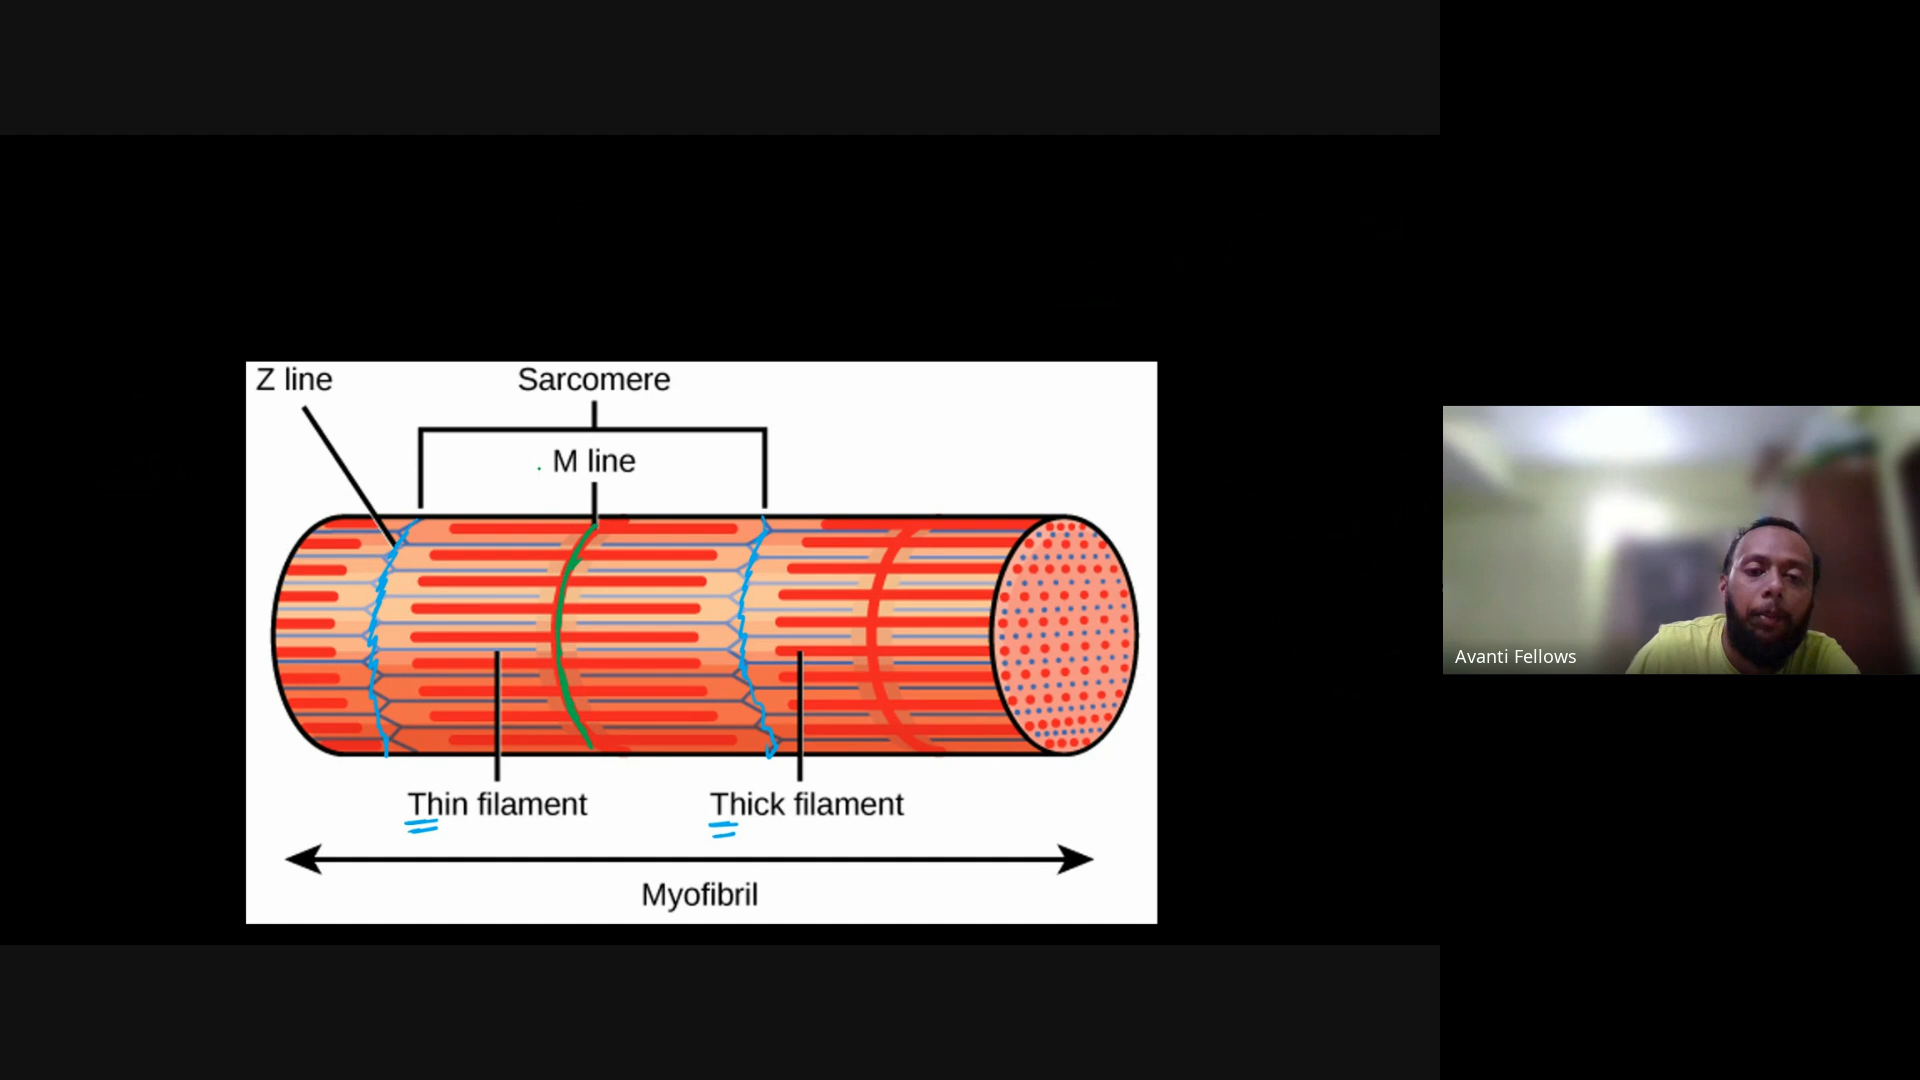 Z line
Sarcomere
M line
Thin filament
Thick filament
Myofibril
Avanti Fellows